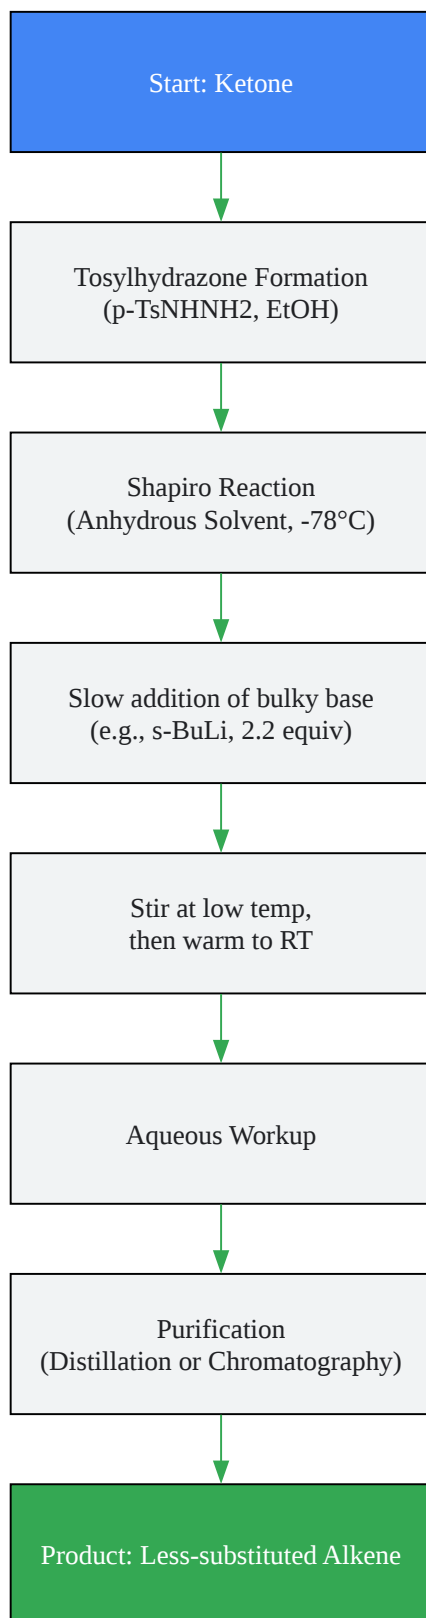 Start: Ketone
Tosylhydrazone Formation
(p-TsNHNH2, EtOH)
Shapiro Reaction
(Anhydrous Solvent, -78°C)
Slow addition of bulky base
(e.g., s-BuLi, 2.2 equiv)
Stir at low temp,
then warm to RT
Aqueous Workup
Purification
(Distillation or Chromatography)
Product: Less-substituted Alkene